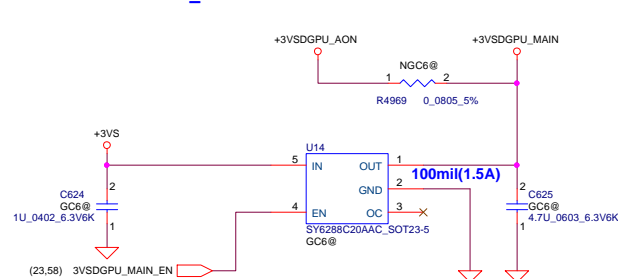 +3VSDGPU_AON
+3VSDGPU_MAIN
NGC6@
1
2
R4969
0_0805_5%
+3VS
U14
5
IN
OUT
1
100mil(1.5A)
2
C624
GC6@
1U_0402_6.3V6K
1
GND
2
4
EN
OC
3
2
C625
GC6@
4.7U_0603_6.3V6K
1
SY6288C20AAC_SOT23-5
GC6@
(23,58) 3VSDGPU_MAIN_EN